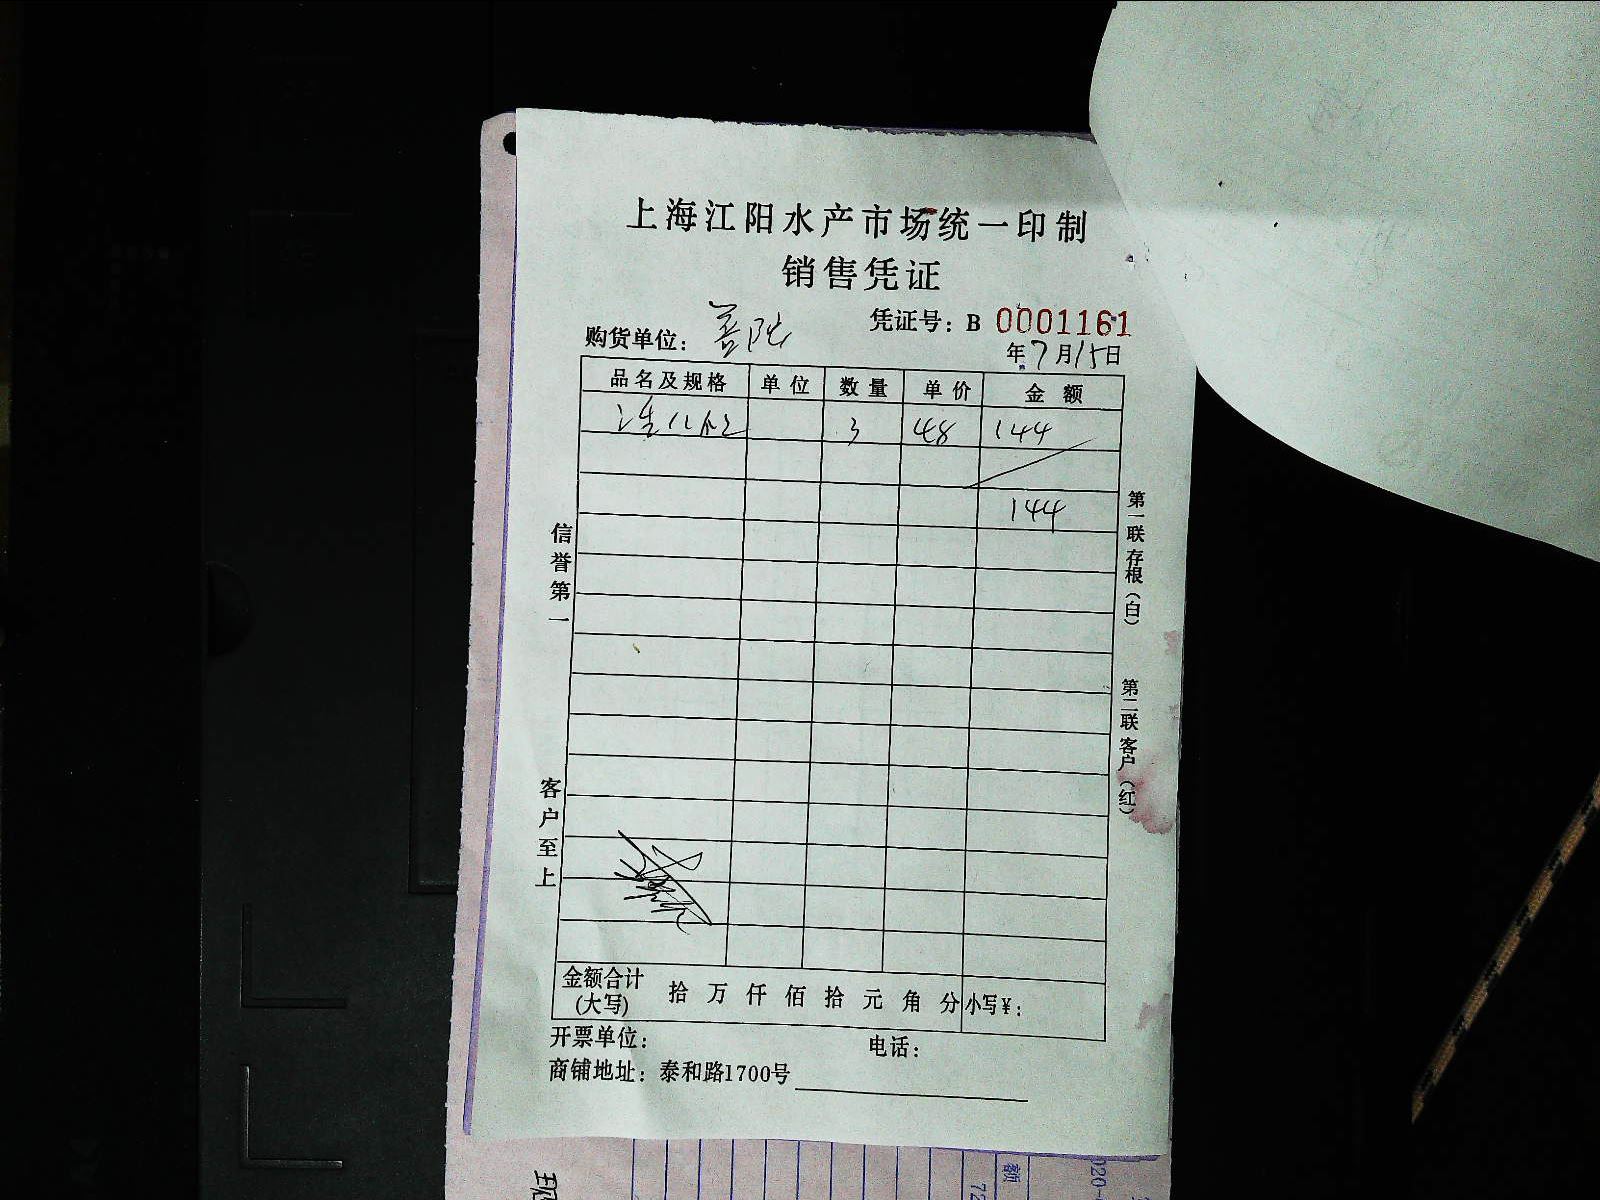 上海江阳水产市场统一印制
销售凭证
凭证号：B 0001161
购货单位：
年7月15日
品名及规格 单位 数量 单价 金额
3 48 144
144
信誉第一
客户至上
第一联存根（白）
第二联客户（红）
金额合计(大写) 拾 万 仟 佰 拾 元 角 分 小写¥：
开票单位： 电话：
商铺地址：泰和路1700号